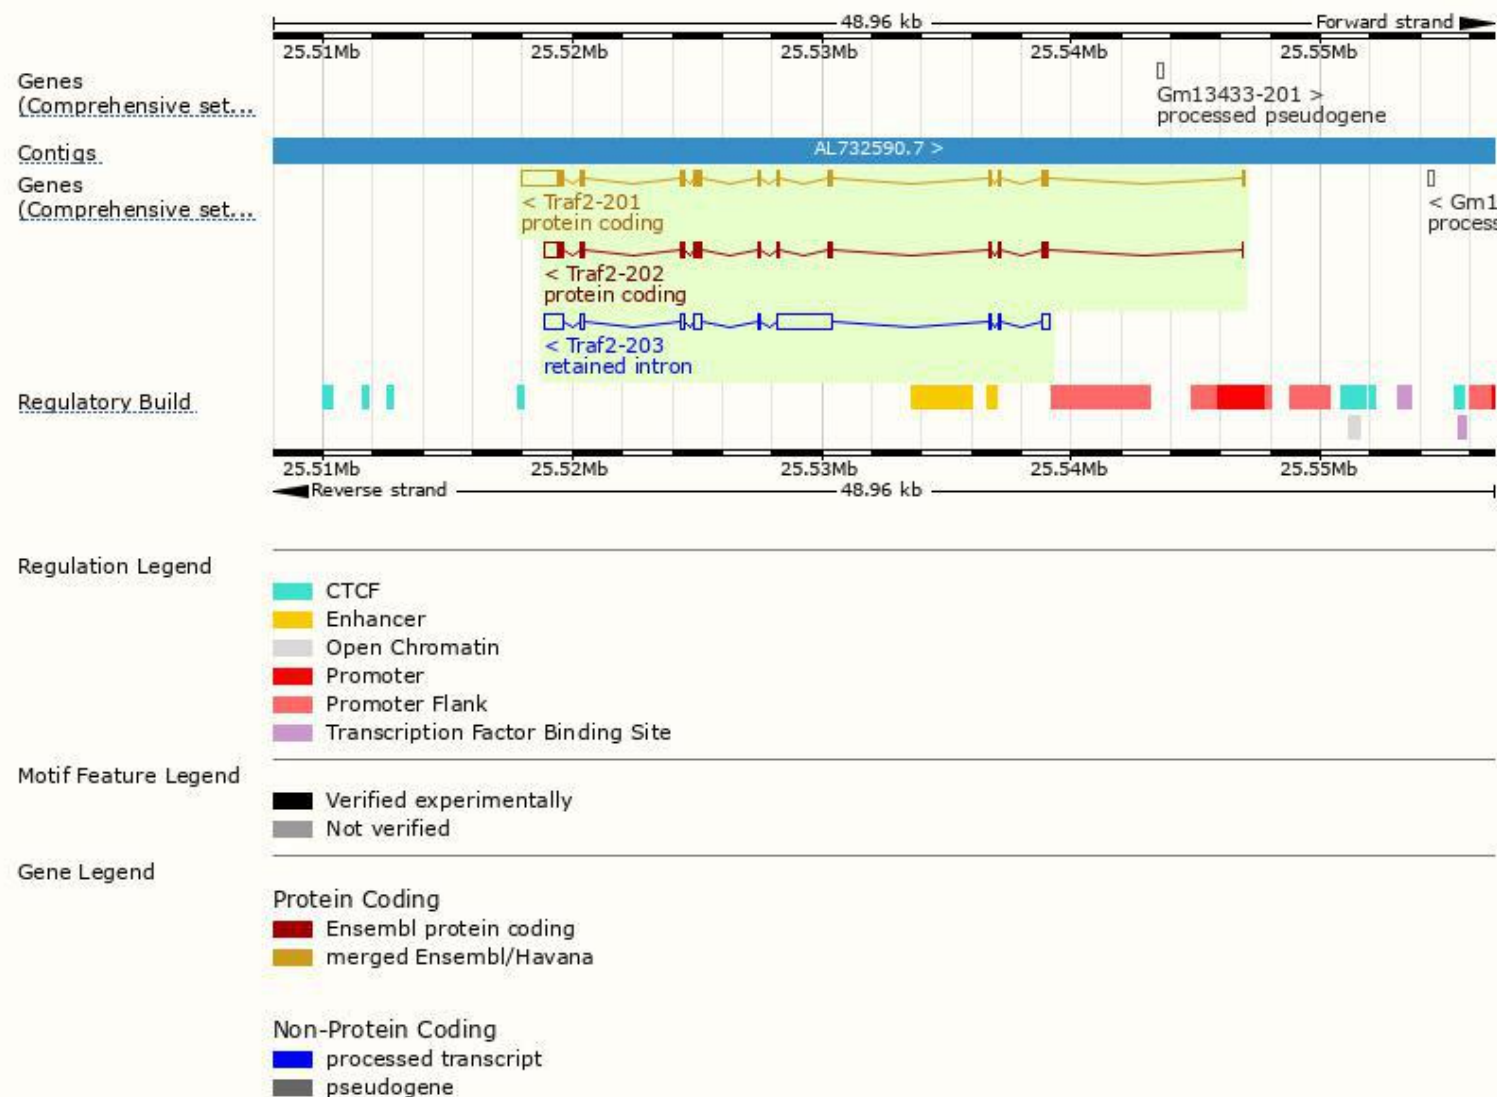 48.96 kb Forward strand
25.51Mb 25.52Mb 25.53Mb 25.54Mb 25.55Mb
Genes
(Comprehensive set...
Gm13433-201 >
processed pseudogene
Contigs
AL732590.7 >
Genes
(Comprehensive set...
< Traf2-201
protein coding
< Gm1
process
< Traf2-202
protein coding
< Traf2-203
retained intron
Regulatory Build
25.51Mb 25.52Mb 25.53Mb 25.54Mb 25.55Mb
Reverse strand 48.96 kb
Regulation Legend
CTCF
Enhancer
Open Chromatin
Promoter
Promoter Flank
Transcription Factor Binding Site
Motif Feature Legend
Verified experimentally
Not verified
Gene Legend
Protein Coding
Ensembl protein coding
merged Ensembl/Havana
Non-Protein Coding
processed transcript
pseudogene